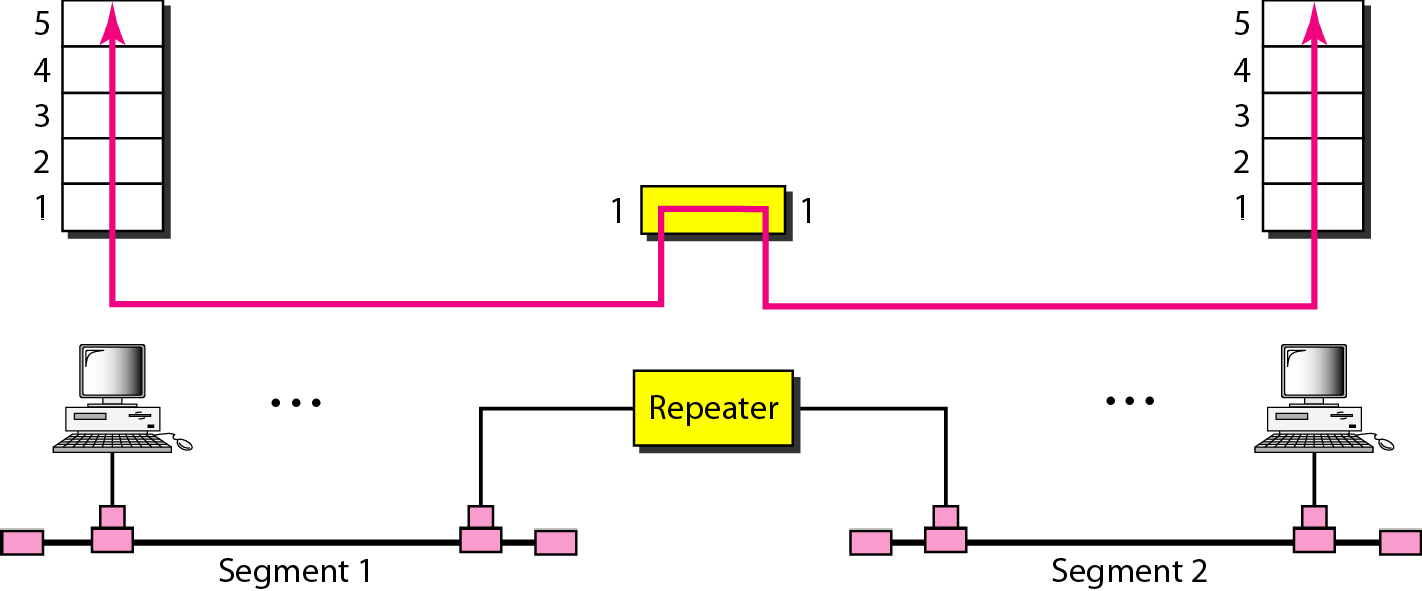 5 5
4 4
3 3
2 2
1 1 1 1
... ...
Repeater
Segment 1 Segment 2